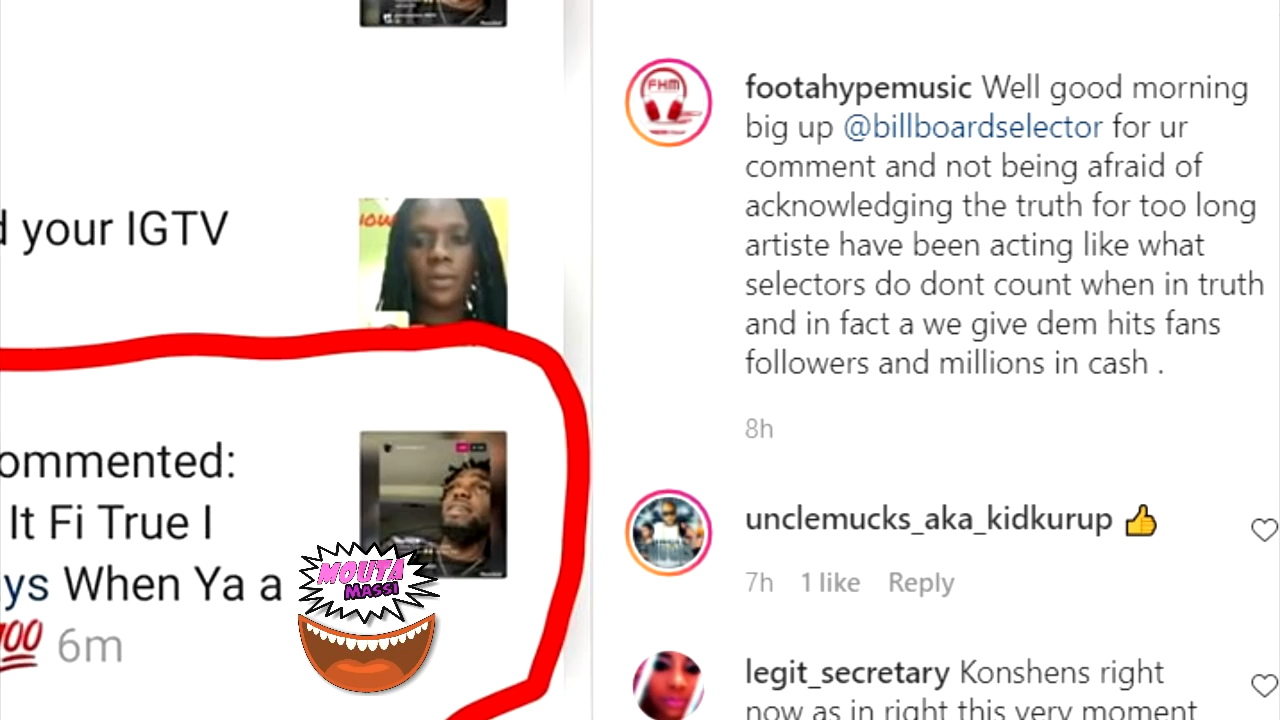 d your IGTV
NOW
ommented:
It Fi True I
ys When Ya a
100 6m
MOUTA
MASSI
FHM
footahypemusic Well good morning
big up @billboardselector for ur
comment and not being afraid of
acknowledging the truth for too long
artiste have been acting like what
selectors do dont count when in truth
and in fact a we give dem hits fans
followers and millions in cash .
8h
unclemucks_aka_kidkurup
7h 1 like Reply
legit_secretary Konshens right
now as in right this very moment